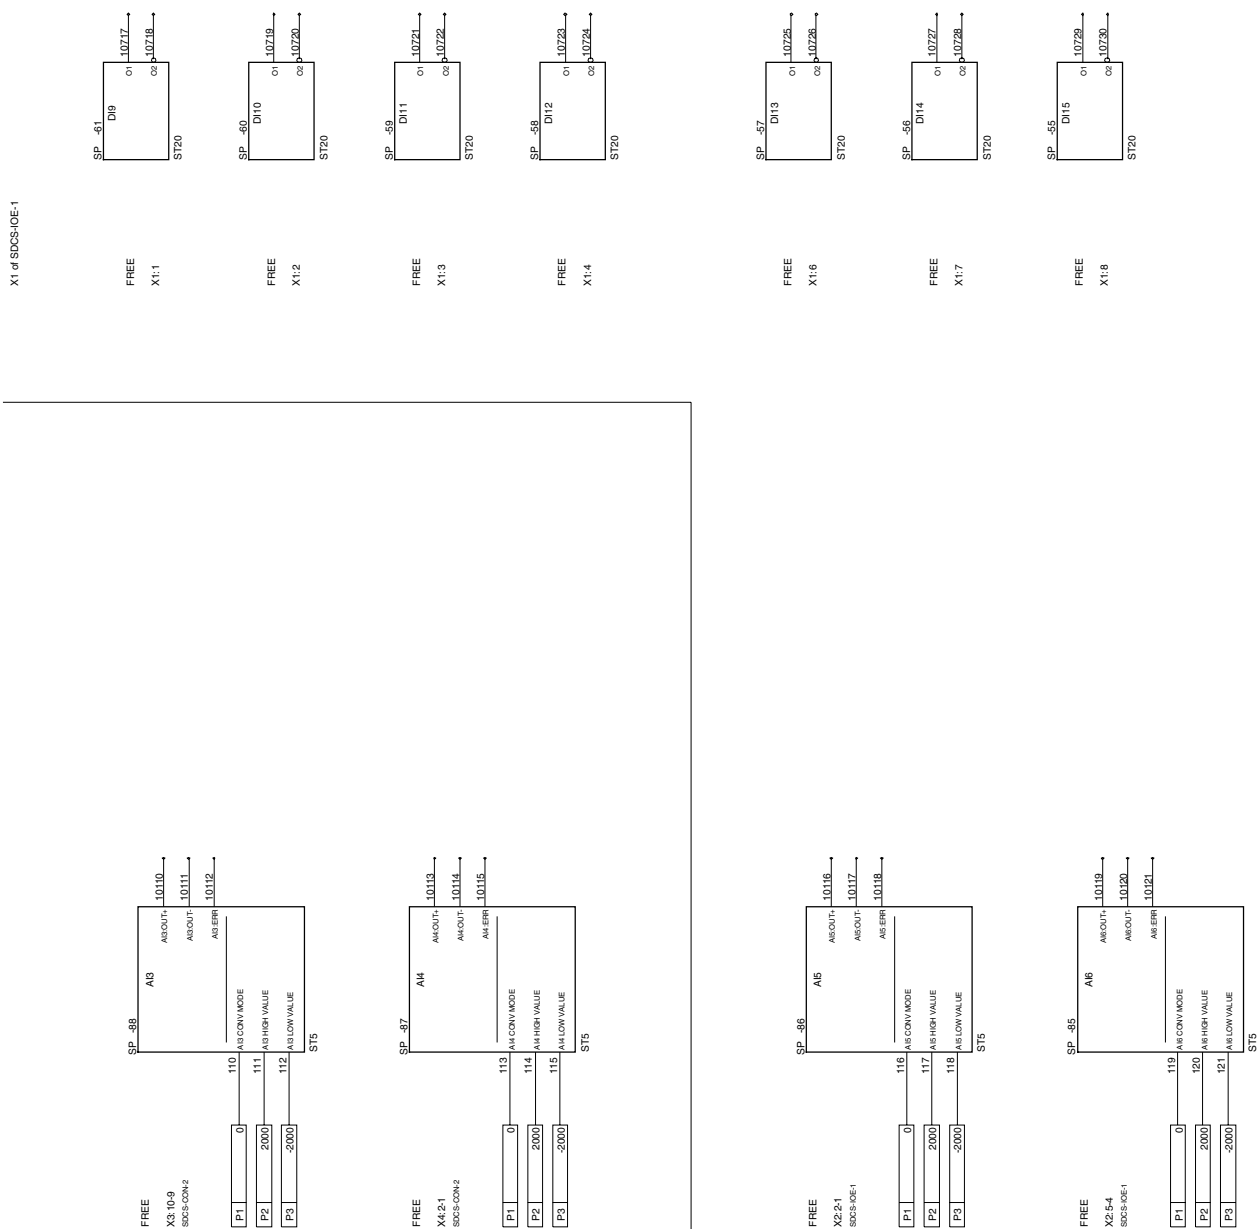 X1 of SDCS-IOE-1
FREE
X1:1
SP -61
DI9
O1
O2
10717
10718
ST20
FREE
X1:2
SP -60
DI10
O1
O2
10719
10720
ST20
FREE
X1:3
SP -59
DI11
O1
O2
10721
10722
ST20
FREE
X1:4
SP -58
DI12
O1
O2
10723
10724
ST20
FREE
X1:6
SP -57
DI13
O1
O2
10725
10726
ST20
FREE
X1:7
SP -56
DI14
O1
O2
10727
10728
ST20
FREE
X1:8
SP -55
DI15
O1
O2
10729
10730
ST20
FREE
X3:10-9
SDCS-CON-2
SP -88
AI3
AI3:OUT+ 10110
AI3:OUT- 10111
AI3:ERR 10112
P1 0 110 AI3 CONV MODE
P2 2000 111 AI3 HIGH VALUE
P3 -2000 112 AI3 LOW VALUE
ST5
FREE
X4:2-1
SDCS-CON-2
SP -87
AI4
AI4:OUT+ 10113
AI4:OUT- 10114
AI4:ERR 10115
P1 0 113 AI4 CONV MODE
P2 2000 114 AI4 HIGH VALUE
P3 -2000 115 AI4 LOW VALUE
ST5
FREE
X2:2-1
SDCS-IOE-1
SP -86
AI5
AI5:OUT+ 10116
AI5:OUT- 10117
AI5:ERR 10118
P1 0 116 AI5 CONV MODE
P2 2000 117 AI5 HIGH VALUE
P3 -2000 118 AI5 LOW VALUE
ST5
FREE
X2:5-4
SDCS-IOE-1
SP -85
AI6
AI6:OUT+ 10119
AI6:OUT- 10120
AI6:ERR 10121
P1 0 119 AI6 CONV MODE
P2 2000 120 AI6 HIGH VALUE
P3 -2000 121 AI6 LOW VALUE
ST5